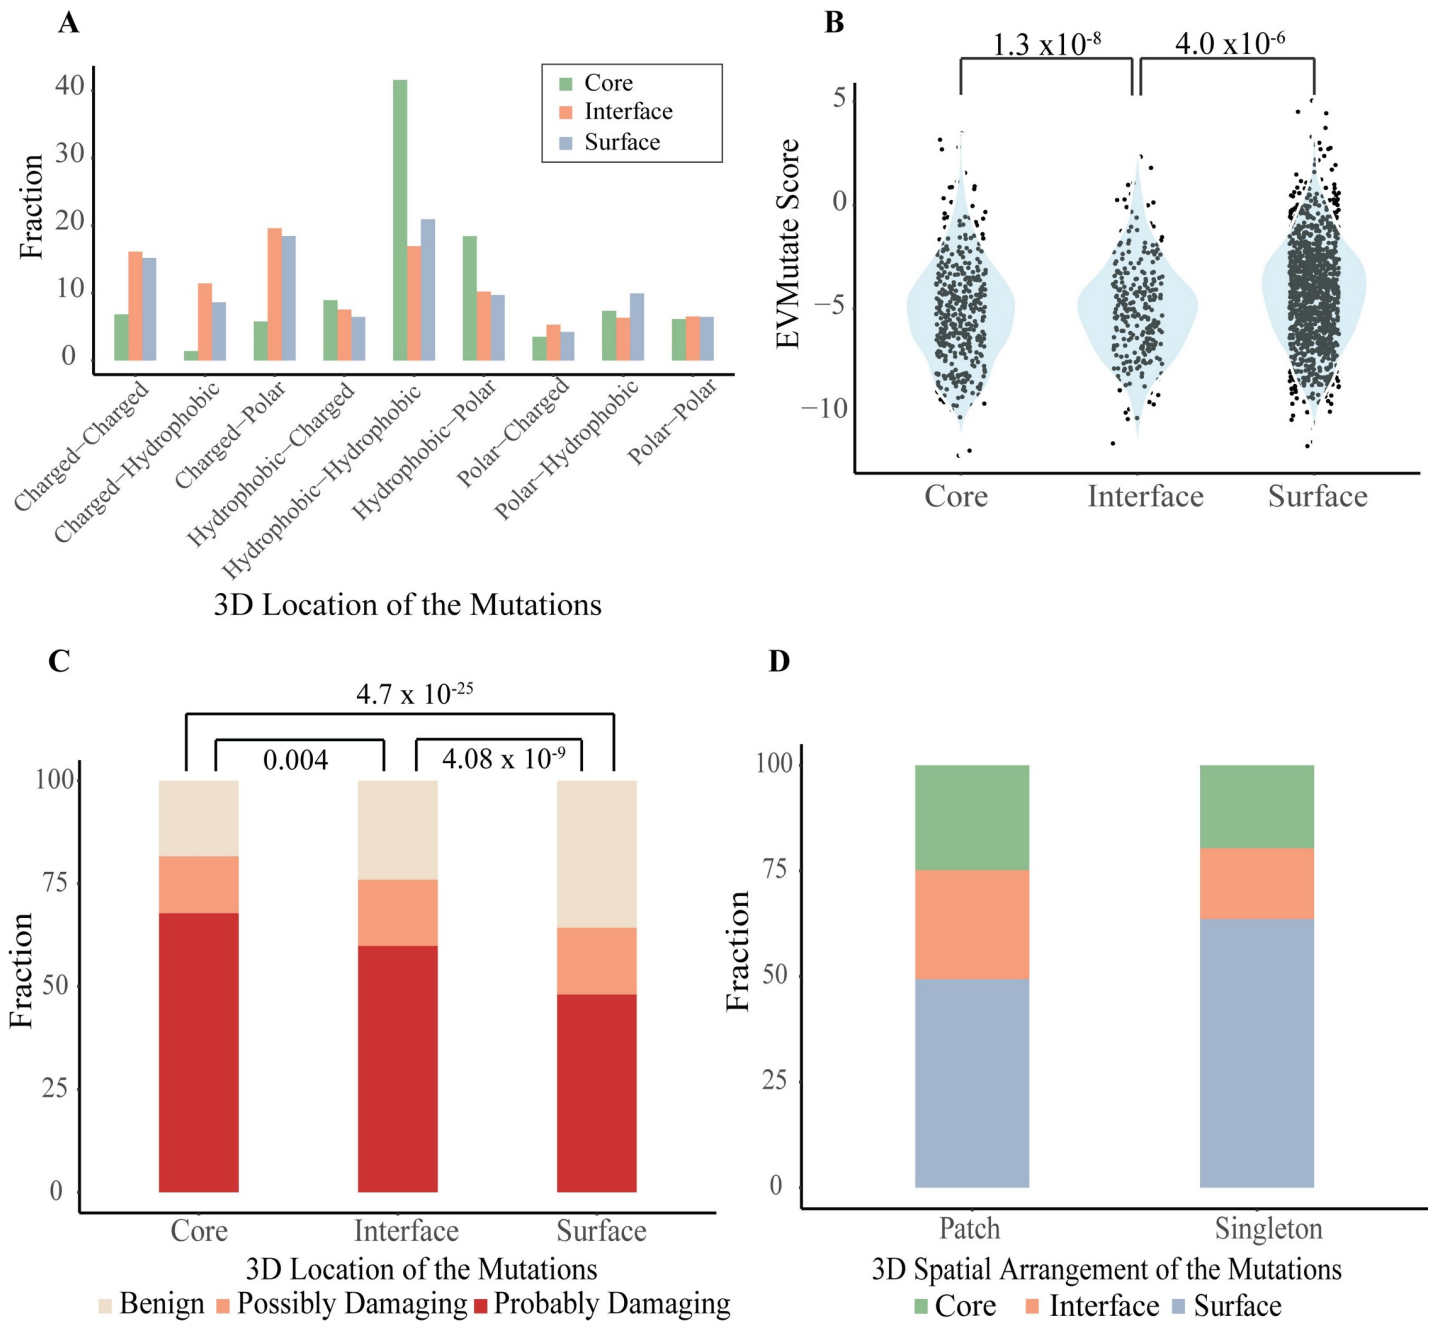 A
Fraction
40
30
20
10
0
Core
Interface
Surface
Charged–Charged
Charged–Hydrophobic
Charged–Polar
Hydrophobic–Charged
Hydrophobic–Hydrophobic
Hydrophobic–Polar
Polar–Charged
Polar–Hydrophobic
Polar–Polar
3D Location of the Mutations
B
1.3 x10⁻⁸
4.0 x10⁻⁶
EVMutate Score
5
0
−5
−10
Core
Interface
Surface
C
4.7 x 10⁻²⁵
0.004
4.08 x 10⁻⁹
Fraction
100
75
50
25
0
Core
Interface
Surface
3D Location of the Mutations
Benign
Possibly Damaging
Probably Damaging
D
Fraction
100
75
50
25
0
Patch
Singleton
3D Spatial Arrangement of the Mutations
Core
Interface
Surface